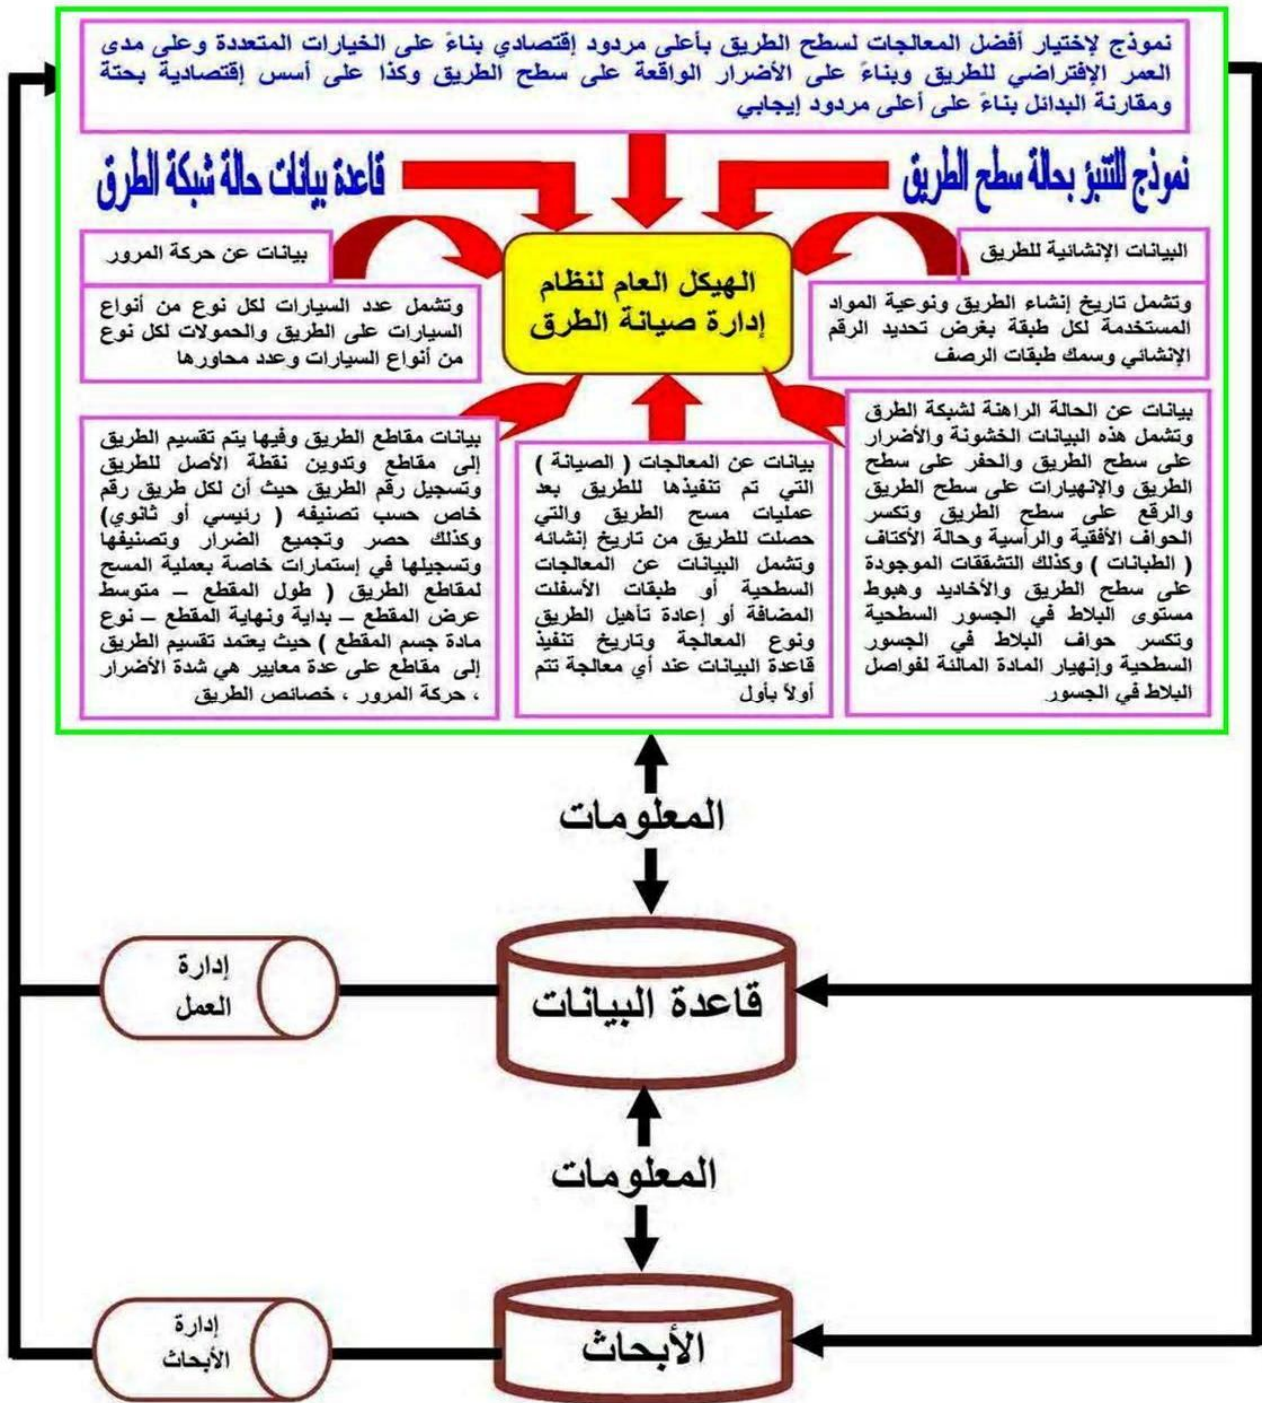 نموذج لإختيار أفضل المعالجات لسطح الطريق بأعلى مردود إقتصادي بناءً على الخيارات المتعددة وعلى مدى
العمر الإفتراضي للطريق وبناءً على الأضرار الواقعة على سطح الطريق وكذا على أسس إقتصادية بحتة
ومقارنة البدائل بناءً على أعلى مردود إيجابي
نموذج للتنبؤ بحالة سطح الطريق
قاعدة بيانات حالة شبكة الطرق
البيانات الإنشائية للطريق
وتشمل تاريخ إنشاء الطريق ونوعية المواد
المستخدمة لكل طبقة بغرض تحديد الرقم
الإنشائي وسمك طبقات الرصف
الهيكل العام لنظام
إدارة صيانة الطرق
بيانات عن حركة المرور
وتشمل عدد السيارات لكل نوع من أنواع
السيارات على الطريق والحمولات لكل نوع
من أنواع السيارات وعدد محاورها
بيانات عن الحالة الراهنة لشبكة الطرق
وتشمل هذه البيانات الخشونة والأضرار
على سطح الطريق والحفر على سطح
الطريق والإنهيارات على سطح الطريق
والرقع على سطح الطريق وتكسر
الحواف الأفقية والرأسية وحالة الأكتاف
( الطبانات ) وكذلك التشققات الموجودة
على سطح الطريق والأخاديد وهبوط
مستوى البلاط في الجسور السطحية
وتكسر حواف البلاط في الجسور
السطحية وإنهيار المادة المالئة لفواصل
البلاط في الجسور.
بيانات عن المعالجات ( الصيانة )
التي تم تنفيذها للطريق بعد
عمليات مسح الطريق والتي
حصلت للطريق من تاريخ إنشائه
وتشمل البيانات عن المعالجات
السطحية أو طبقات الأسفلت
المضافة أو إعادة تأهيل الطريق
ونوع المعالجة وتاريخ تنفيذ
قاعدة البيانات عند أي معالجة تتم
أولاً بأول
بيانات مقاطع الطريق وفيها يتم تقسيم الطريق
إلى مقاطع وتدوين نقطة الأصل للطريق
وتسجيل رقم الطريق حيث أن لكل طريق رقم
خاص حسب تصنيفه ( رئيسي أو ثانوي)
وكذلك حصر وتجميع الضرار وتصنيفها
وتسجيلها في إستمارات خاصة بعملية المسح
لمقاطع الطريق ( طول المقطع – متوسط
عرض المقطع – بداية ونهاية المقطع – نوع
مادة جسم المقطع ) حيث يعتمد تقسيم الطريق
إلى مقاطع على عدة معايير هي شدة الأضرار
، حركة المرور ، خصائص الطريق
المعلومات
قاعدة البيانات
إدارة
العمل
المعلومات
الأبحاث
إدارة
الأبحاث